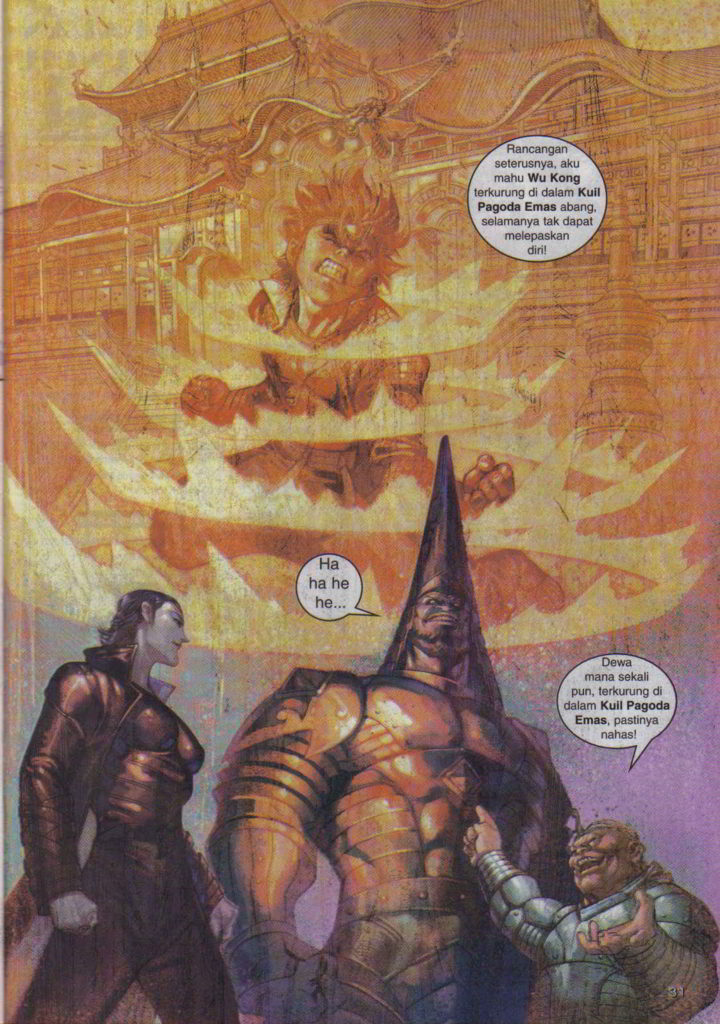 Rancangan
seterusnya, aku
mahu Wu Kong
terkurung di dalam Kuil
Pagoda Emas abang,
selamanya tak dapat
melepaskan
diri!
Ha
ha he
he...
Dewa
mana sekali
pun, terkurung di
dalam Kuil Pagoda
Emas, pastinya
nahas!
31